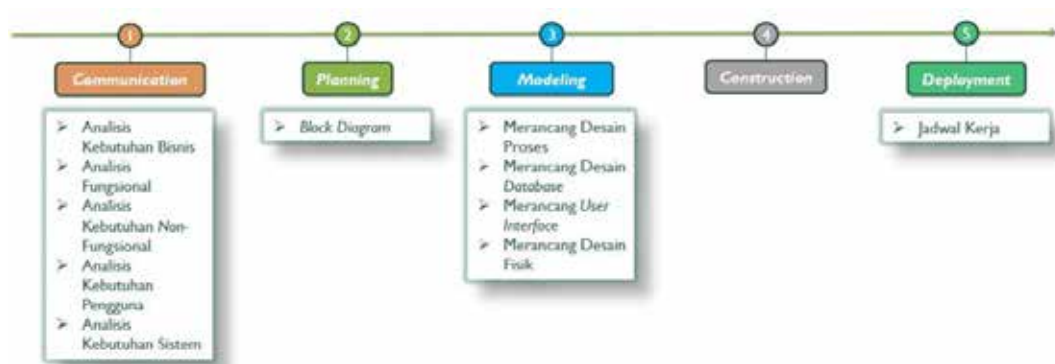 1
2
3
4
5
Communication
Planning
Modeling
Construction
Deployment
➢ Analisis
Kebutuhan Bisnis
➢ Analisis
Fungsional
➢ Analisis
Kebutuhan Non-
Fungsional
➢ Analisis
Kebutuhan
Pengguna
➢ Analisis
Kebutuhan Sistem
➢ Block Diagram
➢ Merancang Desain
Proses
➢ Merancang Desain
Database
➢ Merancang User
Interface
➢ Merancang Desain
Fisik
➢ Jadwal Kerja